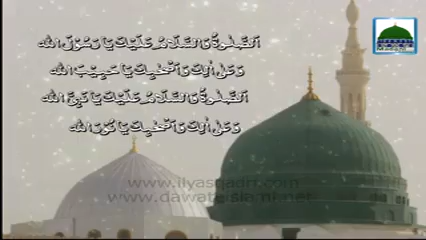 اَلصَّلٰوۃُ وَالسَّلَامُ عَلَیْكَ یَا رَسُوْلَ اللہ
وَعَلٰی اٰلِكَ وَاَصْحٰبِكَ یَا حَبِیْبَ اللہ
اَلصَّلٰوۃُ وَالسَّلَامُ عَلَیْكَ یَا نَبِیَّ اللہ
وَعَلٰی اٰلِكَ وَاَصْحٰبِكَ یَا نُوْرَ اللہ
www.ilyasqadri.com
www.dawateislami.net